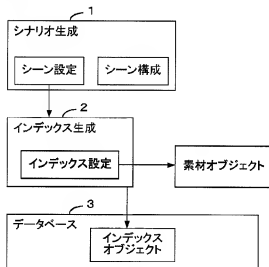 1
シナリオ生成
シーン設定
シーン構成
2
インデックス生成
インデックス設定
素材オブジェクト
3
データベース
インデックス
オブジェクト